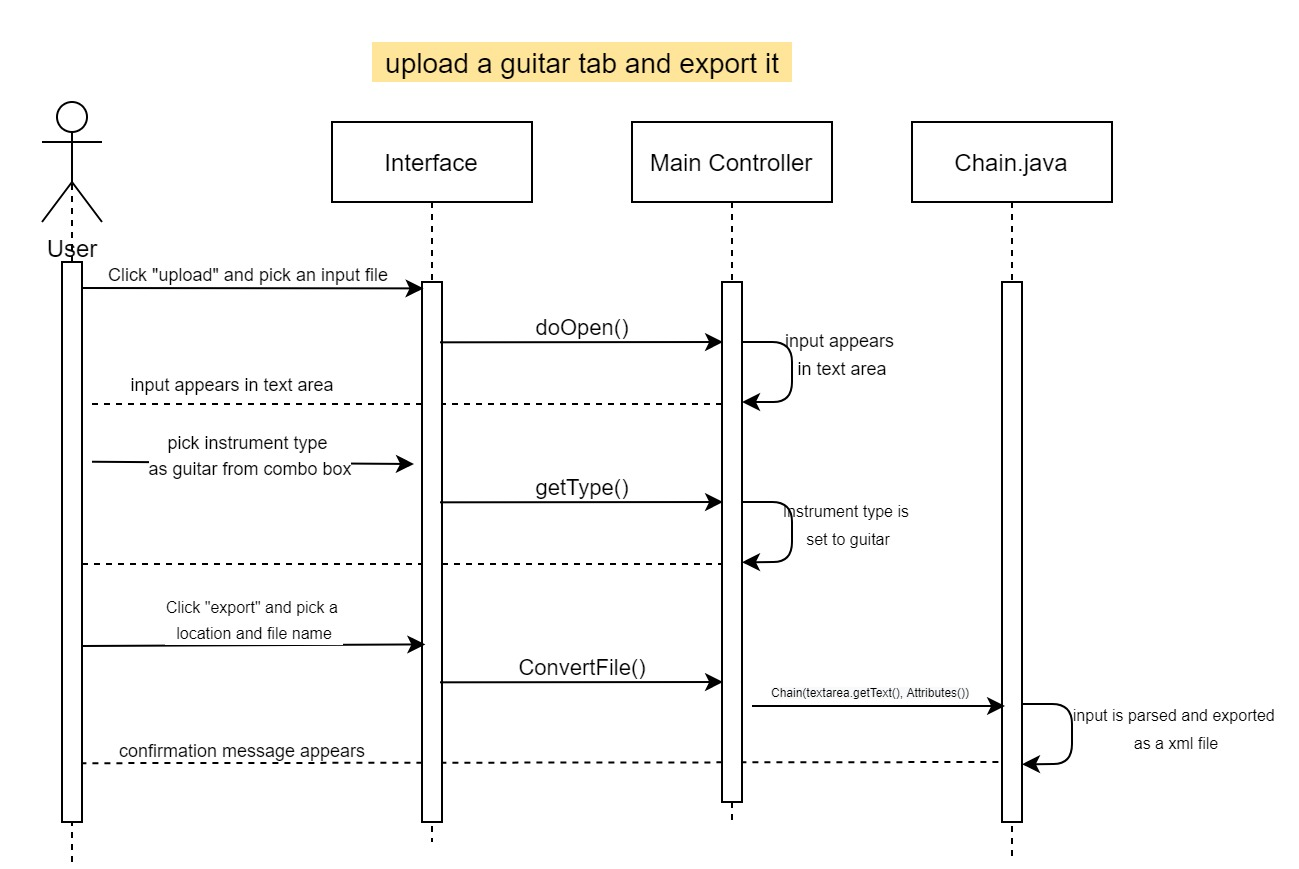 upload a guitar tab and export it
User
Interface
Main Controller
Chain.java
Click "upload" and pick an input file
doOpen()
input appears
in text area
input appears in text area
pick instrument type
as guitar from combo box
getType()
instrument type is
set to guitar
Click "export" and pick a
location and file name
ConvertFile()
Chain(textarea.getText(), Attributes())
input is parsed and exported
as a xml file
confirmation message appears